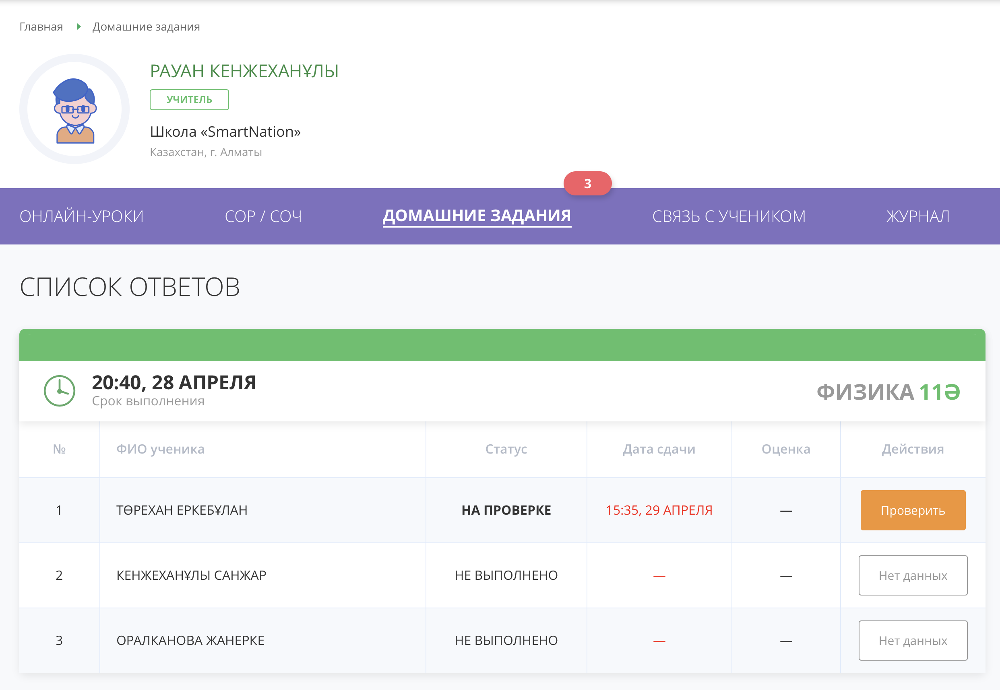 Главная Домашние задания
РАУАН КЕНЖЕХАНҰЛЫ
УЧИТЕЛЬ
Школа «SmartNation»
Казахстан, г. Алматы
3
ОНЛАЙН-УРОКИ СОР / СОЧ ДОМАШНИЕ ЗАДАНИЯ СВЯЗЬ С УЧЕНИКОМ ЖУРНАЛ
СПИСОК ОТВЕТОВ
20:40, 28 АПРЕЛЯ
Срок выполнения
ФИЗИКА 11Ə
№ ФИО ученика Статус Дата сдачи Оценка Действия
1 ТӨРЕХАН ЕРКЕБҰЛАН НА ПРОВЕРКЕ 15:35, 29 АПРЕЛЯ — Проверить
2 КЕНЖЕХАНҰЛЫ САНЖАР НЕ ВЫПОЛНЕНО — — Нет данных
3 ОРАЛКАНОВА ЖАНЕРКЕ НЕ ВЫПОЛНЕНО — — Нет данных